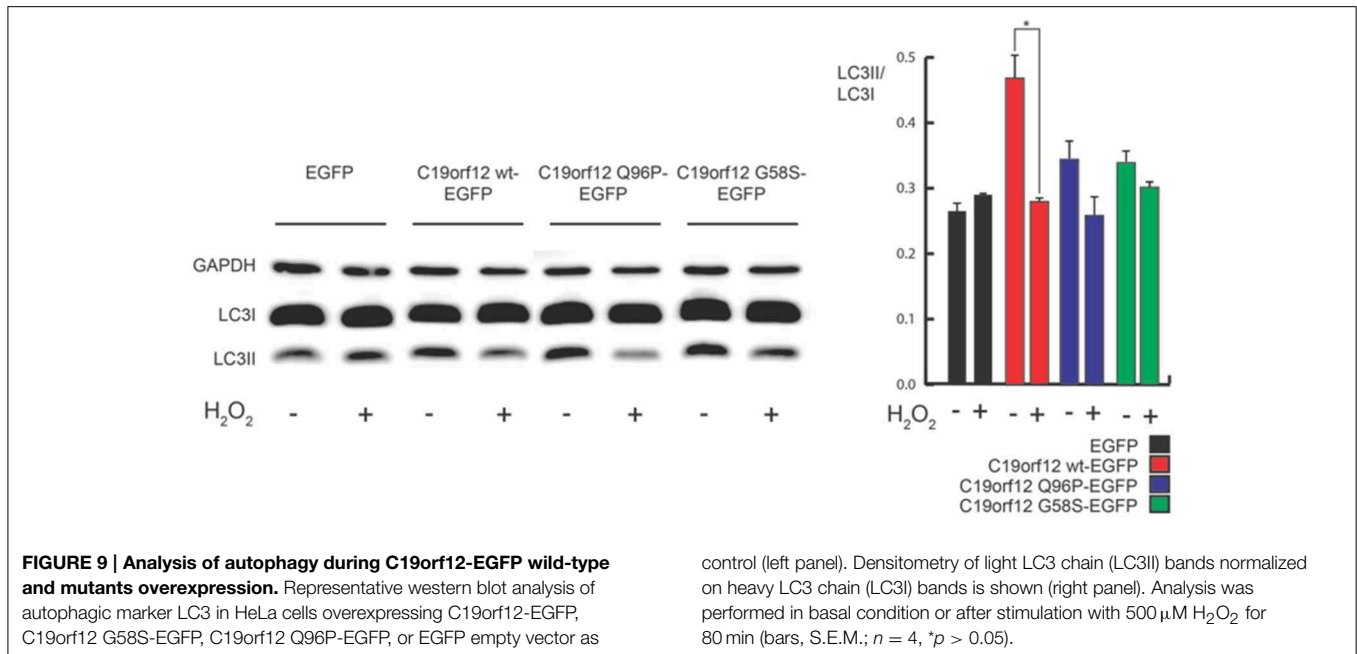 EGFP
C19orf12 wt-
EGFP
C19orf12 Q96P-
EGFP
C19orf12 G58S-
EGFP
GAPDH
LC3I
LC3II
H₂O₂ - + - + - + - +
*
LC3II/
LC3I
0.5
0.4
0.3
0.2
0.1
0.0
H₂O₂ - + - + - + - +
EGFP
C19orf12 wt-EGFP
C19orf12 Q96P-EGFP
C19orf12 G58S-EGFP
FIGURE 9 | Analysis of autophagy during C19orf12-EGFP wild-type
and mutants overexpression. Representative western blot analysis of
autophagic marker LC3 in HeLa cells overexpressing C19orf12-EGFP,
C19orf12 G58S-EGFP, C19orf12 Q96P-EGFP, or EGFP empty vector as
control (left panel). Densitometry of light LC3 chain (LC3II) bands normalized
on heavy LC3 chain (LC3I) bands is shown (right panel). Analysis was
performed in basal condition or after stimulation with 500 μM H₂O₂ for
80 min (bars, S.E.M.; n = 4, *p > 0.05).